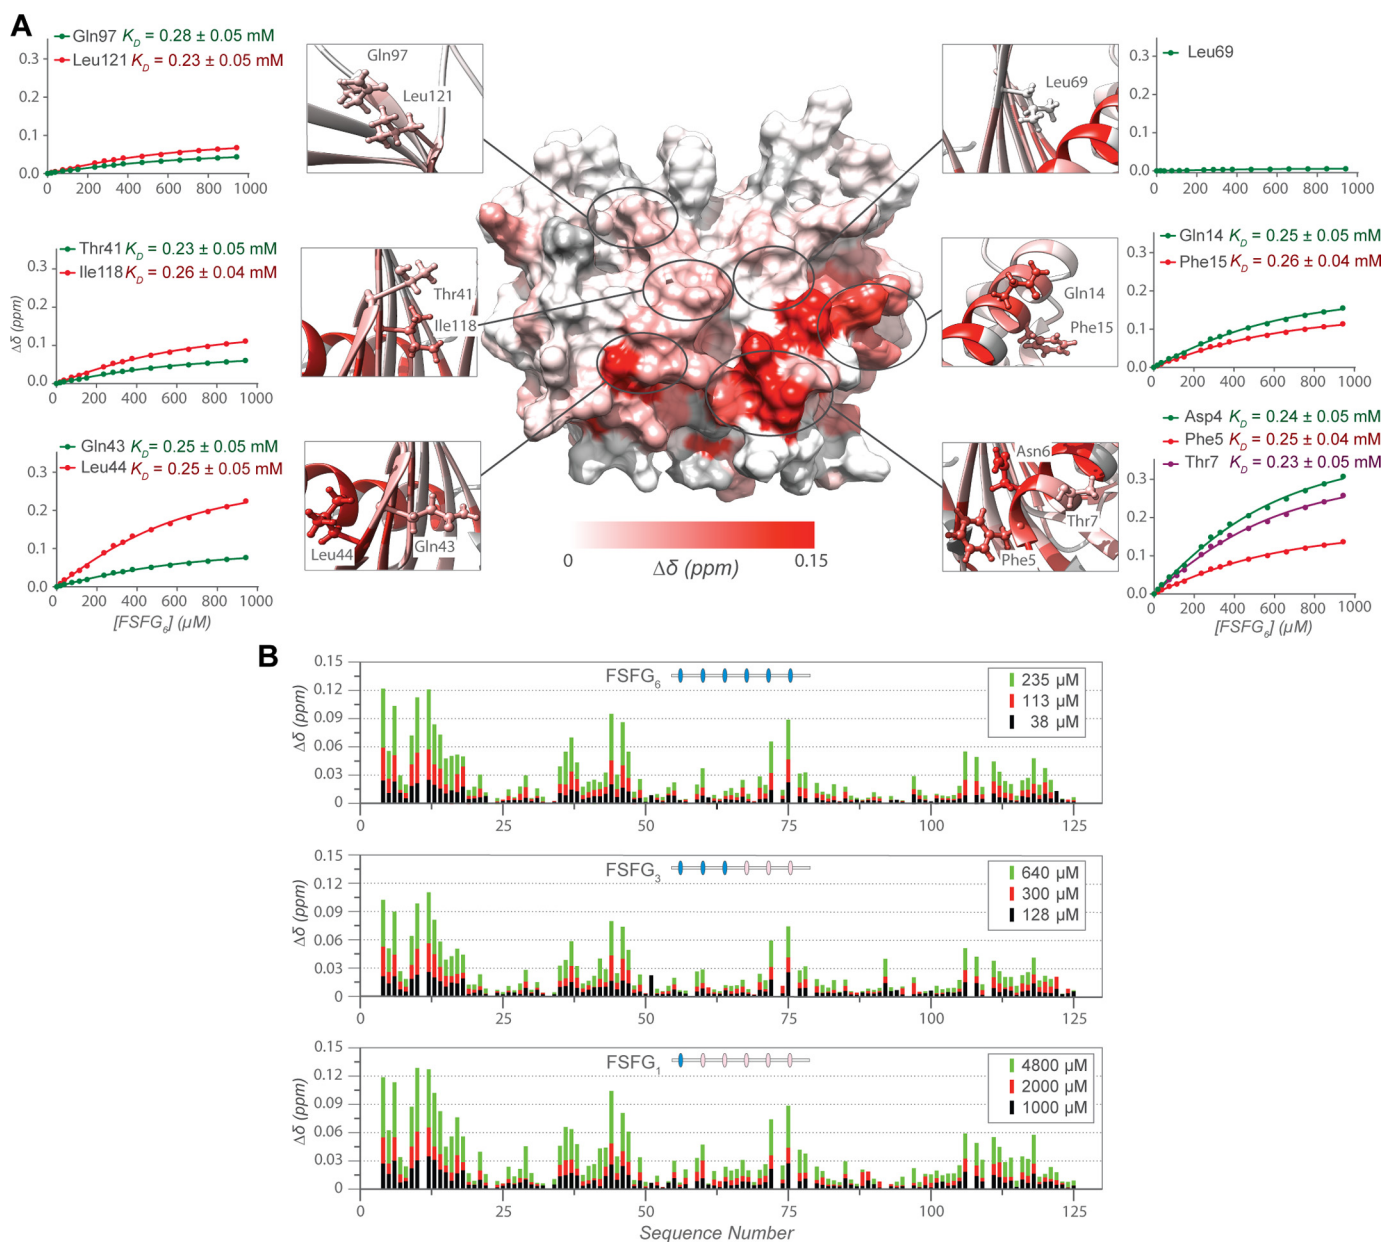 A
Gln97 K_D = 0.28 ± 0.05 mM
Leu121 K_D = 0.23 ± 0.05 mM
0.3
0.2
0.1
0.0
0 200 400 600 800 1000
Gln97
Leu121
Leu69
Leu69
0.3
0.2
0.1
0.0
0 200 400 600 800 1000
Thr41 K_D = 0.23 ± 0.05 mM
Ile118 K_D = 0.26 ± 0.04 mM
0.3
0.2
0.1
0.0
Δδ (ppm)
0 200 400 600 800 1000
Thr41
Ile118
Gln14
Phe15
Gln14 K_D = 0.25 ± 0.05 mM
Phe15 K_D = 0.26 ± 0.04 mM
0.3
0.2
0.1
0.0
0 200 400 600 800 1000
Gln43 K_D = 0.25 ± 0.05 mM
Leu44 K_D = 0.25 ± 0.05 mM
0.3
0.2
0.1
0.0
0 200 400 600 800 1000
[FSFG6] (μM)
Leu44
Gln43
0 0.15
Δδ (ppm)
Asn6
Thr7
Phe5
Asp4 K_D = 0.24 ± 0.05 mM
Phe5 K_D = 0.25 ± 0.04 mM
Thr7 K_D = 0.23 ± 0.05 mM
0.3
0.2
0.1
0.0
0 200 400 600 800 1000
[FSFG6] (μM)
B
FSFG6
235 μM
113 μM
38 μM
0.15
0.12
0.09
0.06
0.03
0
Δδ (ppm)
0 25 50 75 100 125
FSFG3
640 μM
300 μM
128 μM
0.15
0.12
0.09
0.06
0.03
0
Δδ (ppm)
0 25 50 75 100 125
FSFG1
4800 μM
2000 μM
1000 μM
0.15
0.12
0.09
0.06
0.03
0
Δδ (ppm)
0 25 50 75 100 125
Sequence Number